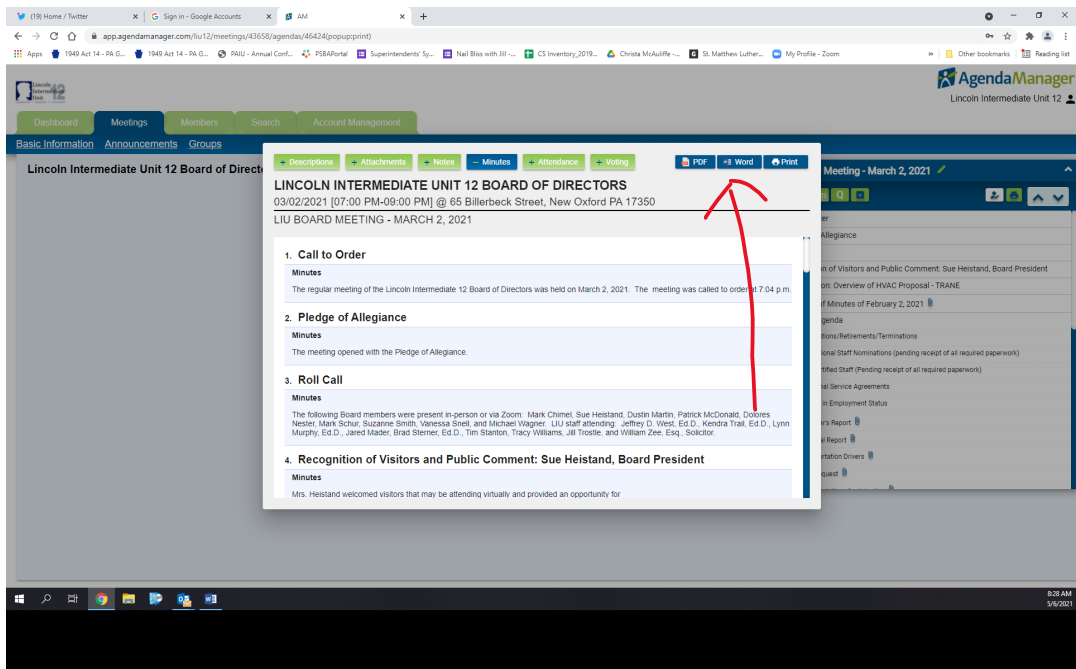 (19) Home / Twitter
Sign in - Google Accounts
AM
app.agendamanager.com/liu12/meetings/43658/agendas/46424(popup:print)
Apps
1949 Act 14 - PA G...
1949 Act 14 - PA G...
PAIU - Annual Conf...
PSBAPortal
Superintendents' Sy...
Nail Bliss with Jill -...
CS Inventory_2019...
Christa McAuliffe -...
St. Matthew Luther...
My Profile - Zoom
Other bookmarks
Reading list
Lincoln Intermediate Unit 12
AgendaManager
Lincoln Intermediate Unit 12
Dashboard
Meetings
Members
Search
Account Management
Basic Information
Announcements
Groups
Lincoln Intermediate Unit 12 Board of Directo
+ Descriptions
+ Attachments
+ Notes
− Minutes
+ Attendance
+ Voting
PDF
Word
Print
LINCOLN INTERMEDIATE UNIT 12 BOARD OF DIRECTORS
03/02/2021 [07:00 PM-09:00 PM] @ 65 Billerbeck Street, New Oxford PA 17350
LIU BOARD MEETING - MARCH 2, 2021
1. Call to Order
Minutes
The regular meeting of the Lincoln Intermediate 12 Board of Directors was held on March 2, 2021. The meeting was called to order at 7:04 p.m.
2. Pledge of Allegiance
Minutes
The meeting opened with the Pledge of Allegiance.
3. Roll Call
Minutes
The following Board members were present in-person or via Zoom: Mark Chimel, Sue Heistand, Dustin Martin, Patrick McDonald, Dolores
Nester, Mark Schur, Suzanne Smith, Vanessa Snell, and Michael Wagner. LIU staff attending: Jeffrey D. West, Ed.D., Kendra Trail, Ed.D., Lynn
Murphy, Ed.D., Jared Mader, Brad Sterner, Ed.D., Tim Stanton, Tracy Williams, Jill Trostle, and William Zee, Esq., Solicitor.
4. Recognition of Visitors and Public Comment: Sue Heistand, Board President
Minutes
Mrs. Heistand welcomed visitors that may be attending virtually and provided an opportunity for
Meeting - March 2, 2021
er
Allegiance
n of Visitors and Public Comment: Sue Heistand, Board President
on: Overview of HVAC Proposal - TRANE
f Minutes of February 2, 2021
genda
tions/Retirements/Terminations
ional Staff Nominations (pending receipt of all required paperwork)
rtified Staff (Pending receipt of all required paperwork)
nal Service Agreements
in Employment Status
r's Report
al Report
rtation Drivers
quest
8:28 AM
5/6/2021